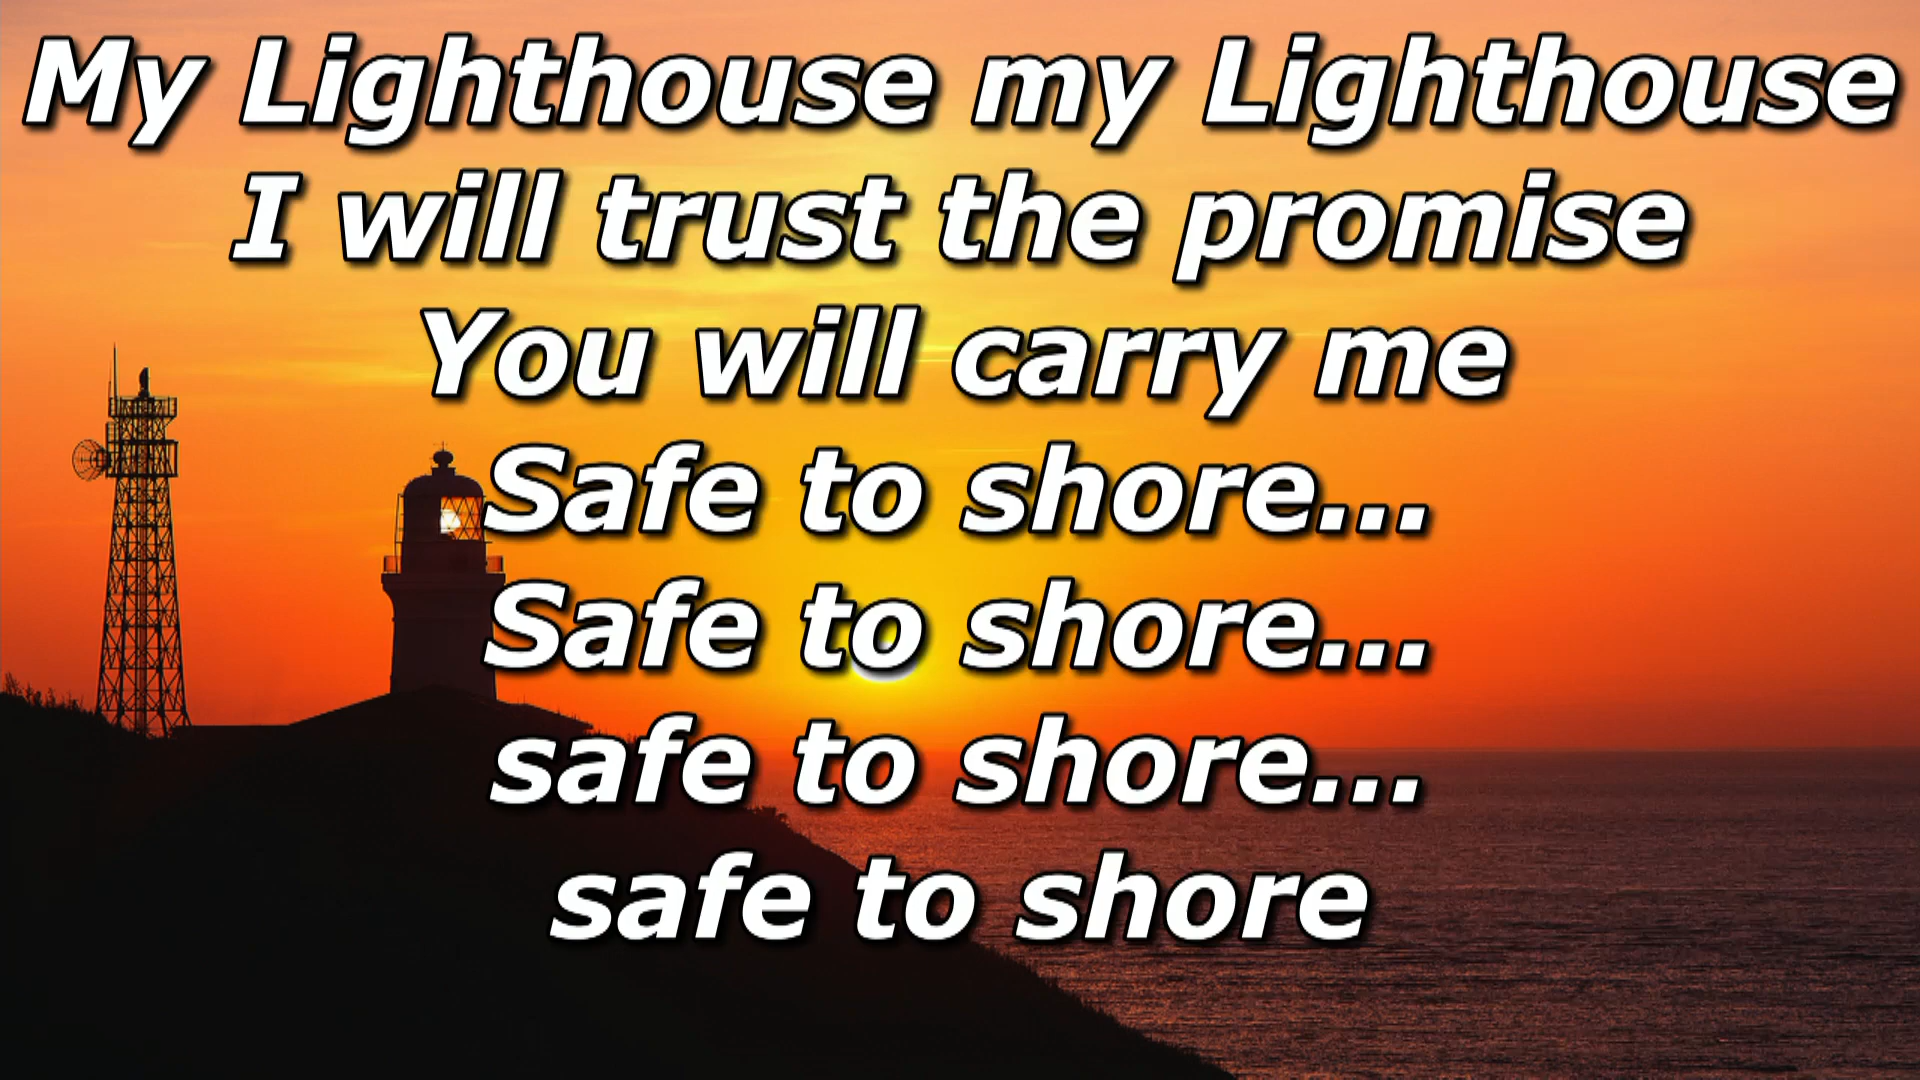 My Lighthouse my Lighthouse
I will trust the promise
You will carry me
Safe to shore...
Safe to shore...
safe to shore...
safe to shore